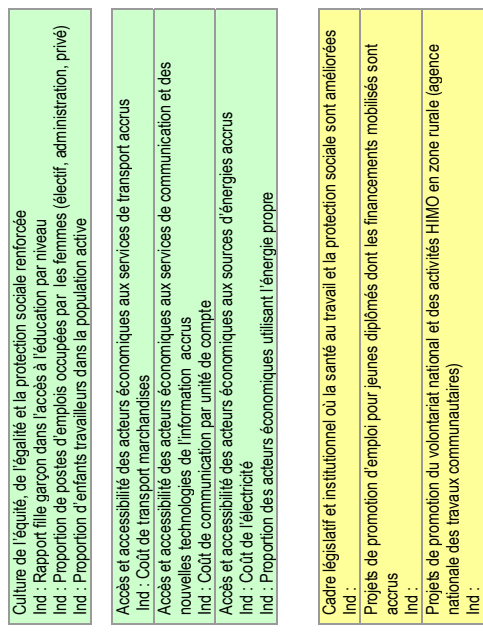 Culture de l'équité, de l'égalité et la protection sociale renforcée
Ind : Rapport fille garçon dans l'accès à l'éducation par niveau
Ind : Proportion de postes d'emplois occupées par les femmes (électif, administration, privé)
Ind : Proportion d'enfants travailleurs dans la population active
Accès et accessibilité des acteurs économiques aux services de transport accrus
Ind : Coût de transport marchandises
Accès et accessibilité des acteurs économiques aux services de communication et des
nouvelles technologies de l'information accrus
Ind : Coût de communication par unité de compte
Accès et accessibilité des acteurs économiques aux sources d'énergies accrus
Ind : Coût de l'électricité
Ind : Proportion des acteurs économiques utilisant l'énergie propre
Cadre législatif et institutionnel où la santé au travail et la protection sociale sont améliorées
Ind :
Projets de promotion d'emploi pour jeunes diplômés dont les financements mobilisés sont
accrus
Ind :
Projets de promotion du volontariat national et des activités HIMO en zone rurale (agence
nationale des travaux communautaires)
Ind :